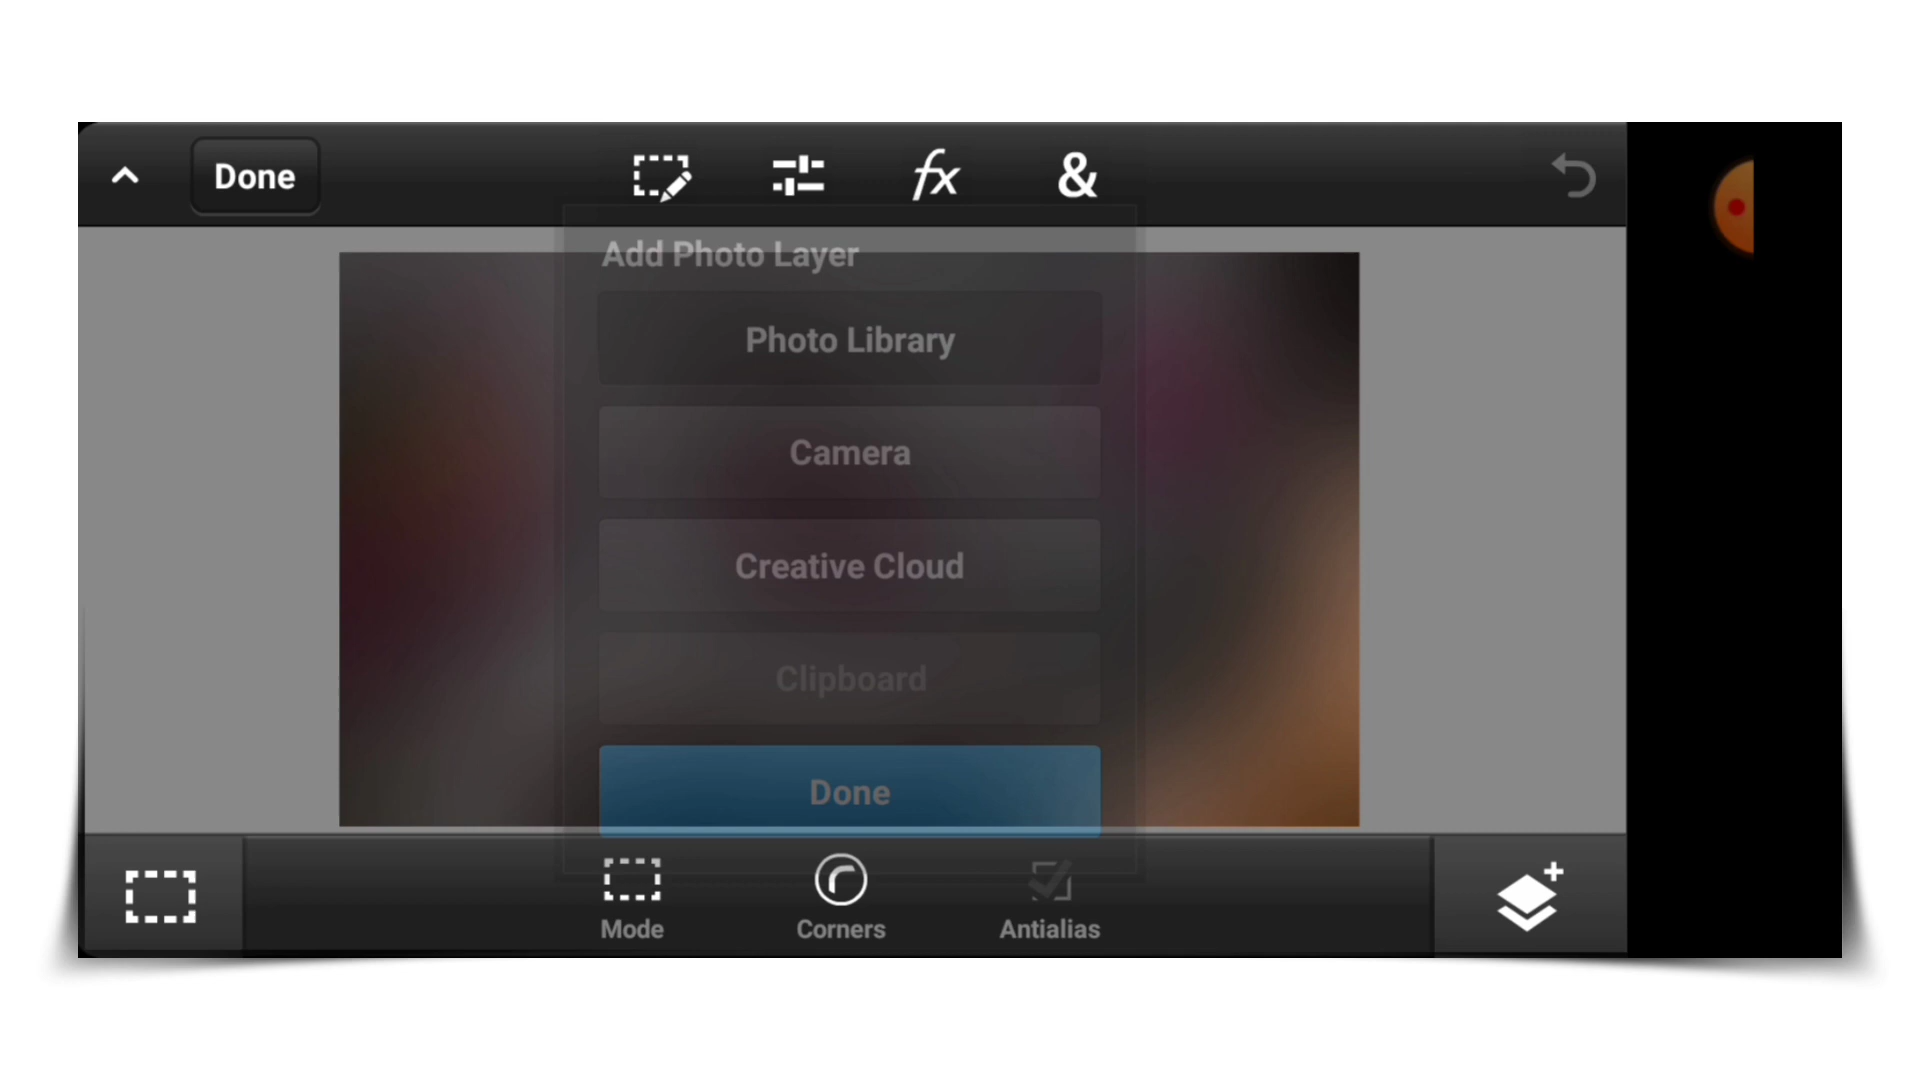 Done
fx
&
Add Photo Layer
Photo Library
Camera
Creative Cloud
Clipboard
Done
Mode
Corners
Antialias